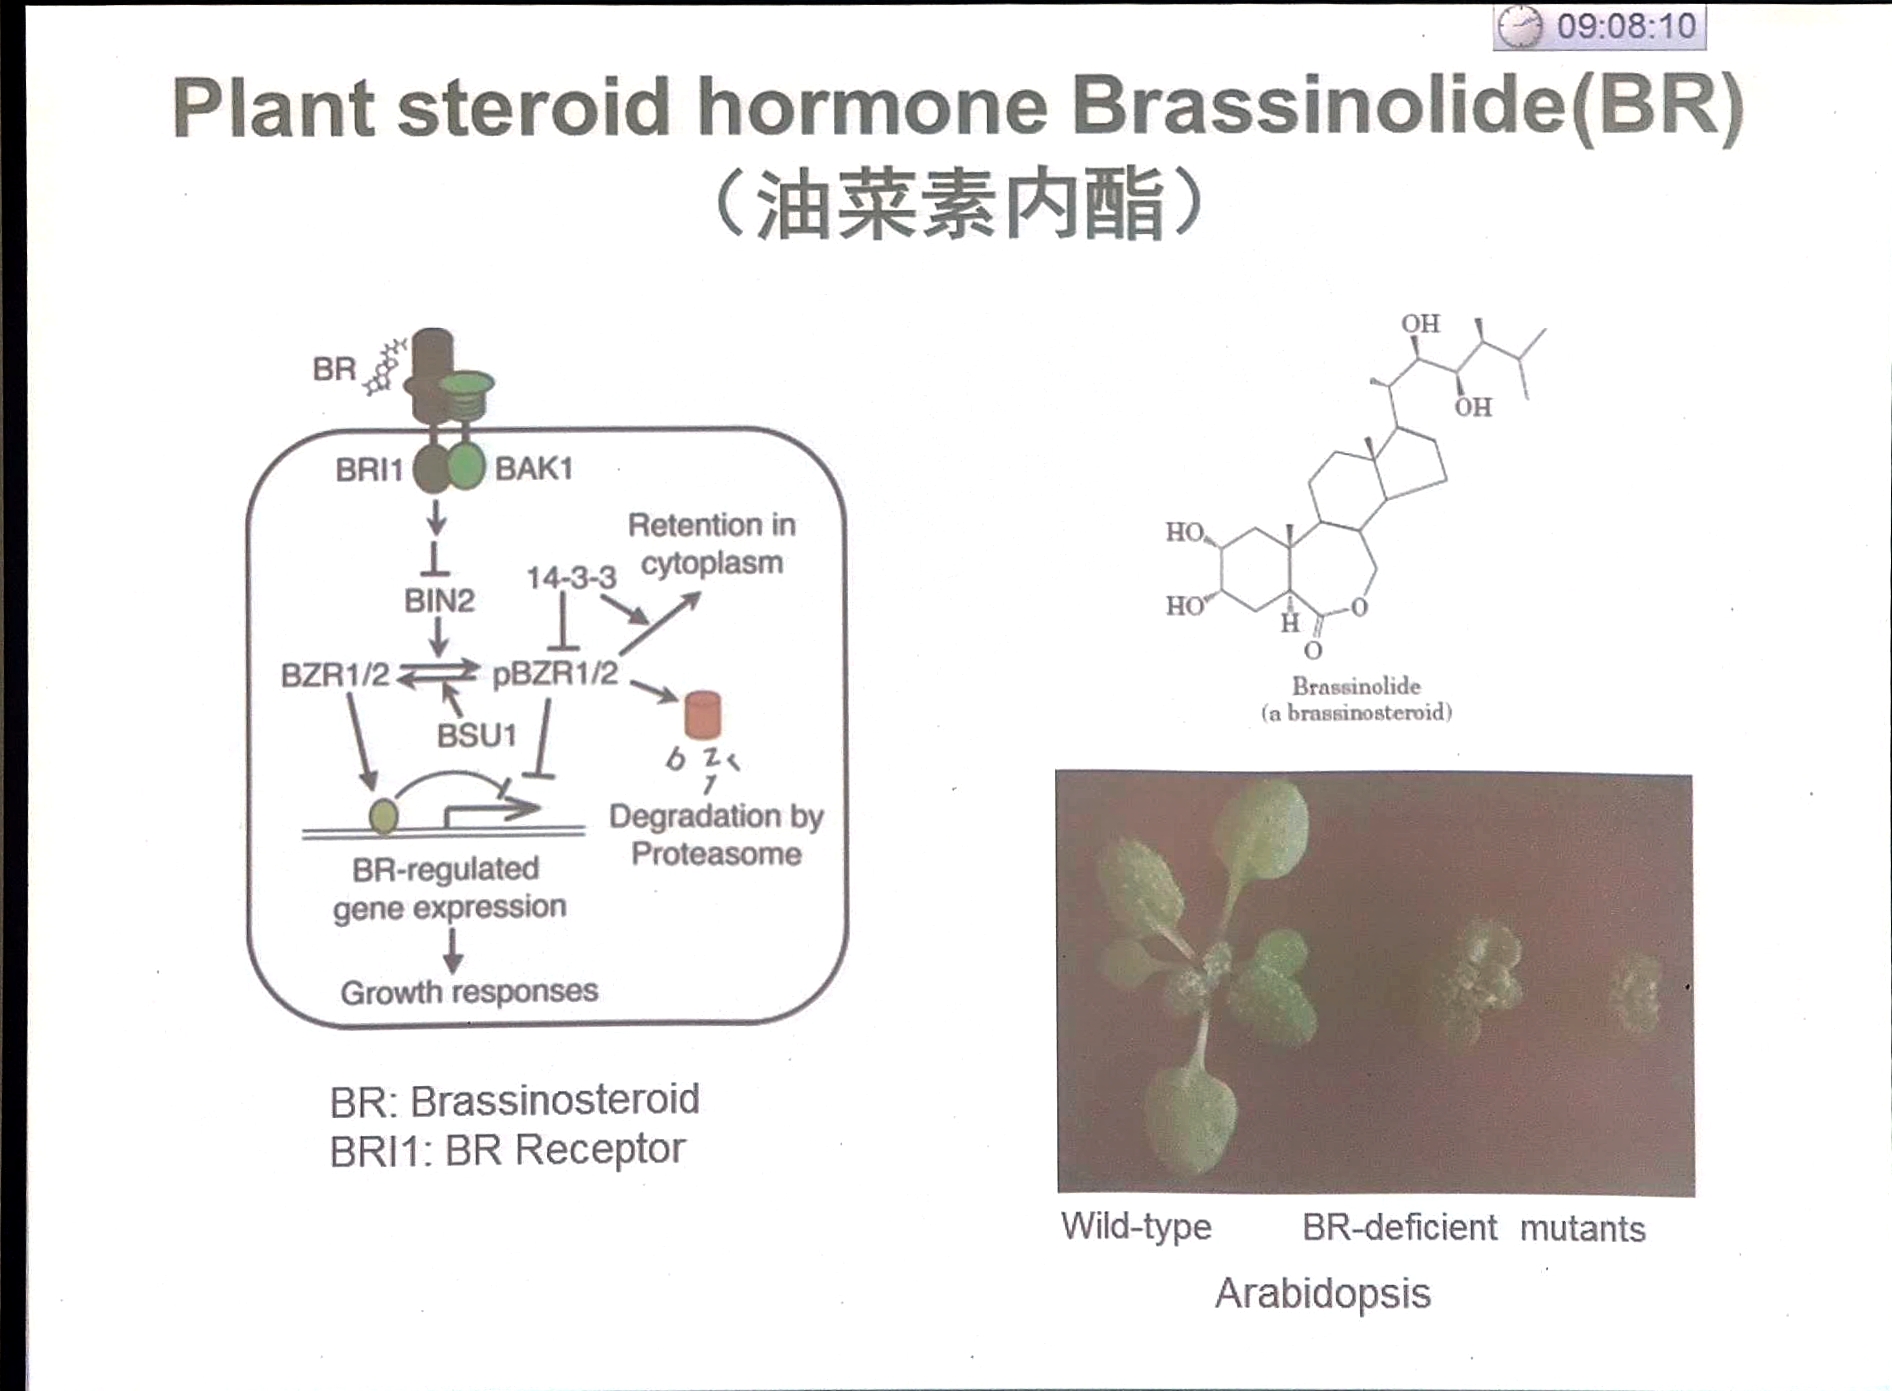 09:08:10
Plant steroid hormone Brassinolide(BR)
（油菜素内酯）
BR
BRI1
BAK1
Retention in
cytoplasm
14-3-3
BIN2
BZR1/2
pBZR1/2
BSU1
Degradation by
Proteasome
BR-regulated
gene expression
Growth responses
BR: Brassinosteroid
BRI1: BR Receptor
OH
OH
HO
HO
H
O
O
Brassinolide
(a brassinosteroid)
Wild-type
BR-deficient mutants
Arabidopsis